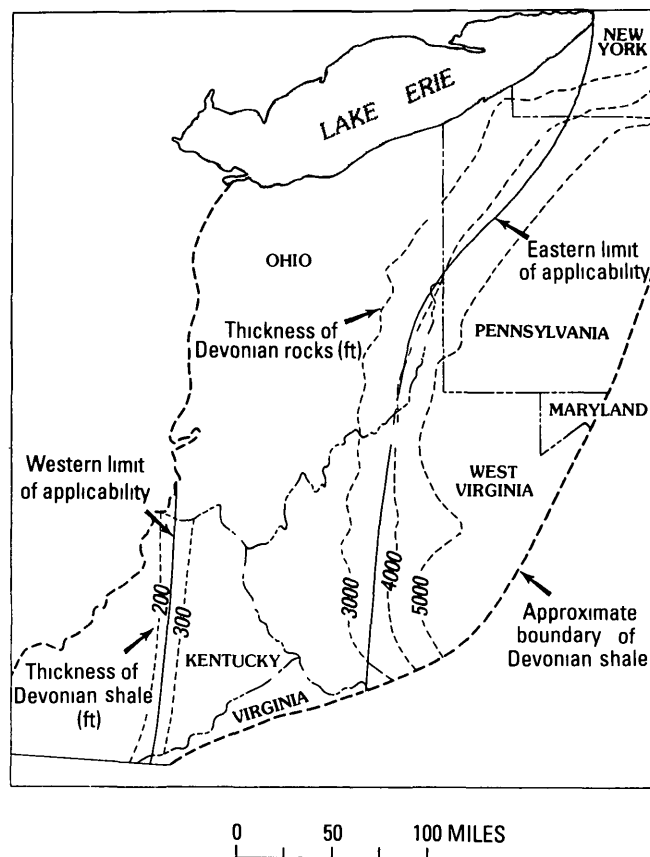 NEW
YORK
LAKE ERIE
OHIO
Eastern limit
of applicability
Thickness of
Devonian rocks (ft)
PENNSYLVANIA
MARYLAND
Western limit
of applicability
WEST
VIRGINIA
200
300
3000
4000
5000
Thickness of
Devonian shale
(ft)
KENTUCKY
VIRGINIA
Approximate
boundary of
Devonian shale
0 50 100 MILES